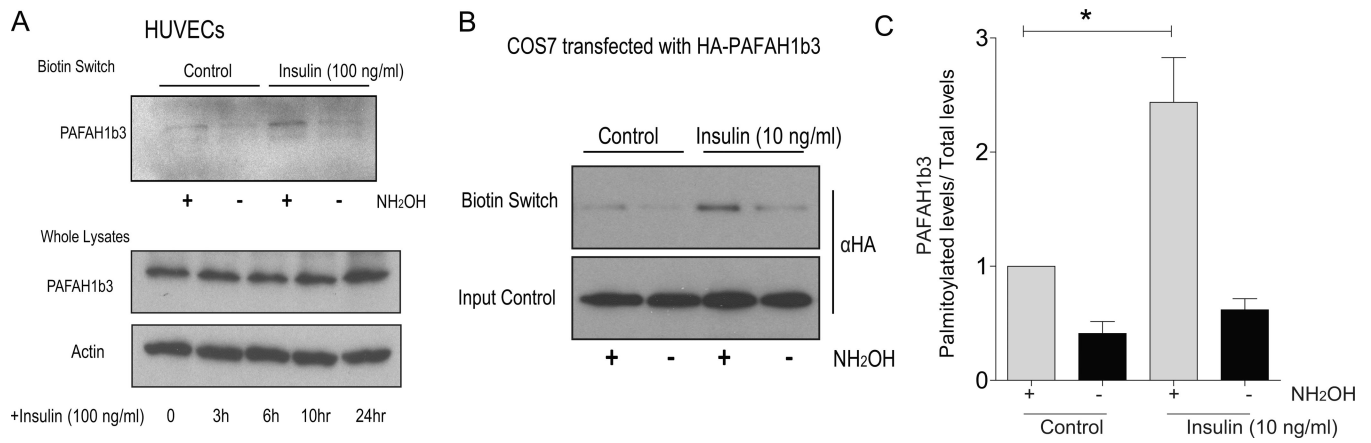 A
HUVECs
Biotin Switch
Control
Insulin (100 ng/ml)
PAFAH1b3
+ - + - NH2OH
Whole Lysates
PAFAH1b3
Actin
+Insulin (100 ng/ml) 0 3h 6h 10hr 24hr
B
COS7 transfected with HA-PAFAH1b3
Control
Insulin (10 ng/ml)
Biotin Switch
αHA
Input Control
+ - + - NH2OH
C
*
PAFAH1b3
Palmitoylated levels/ Total levels
3
2
1
0
+ - + - NH2OH
Control
Insulin (10 ng/ml)